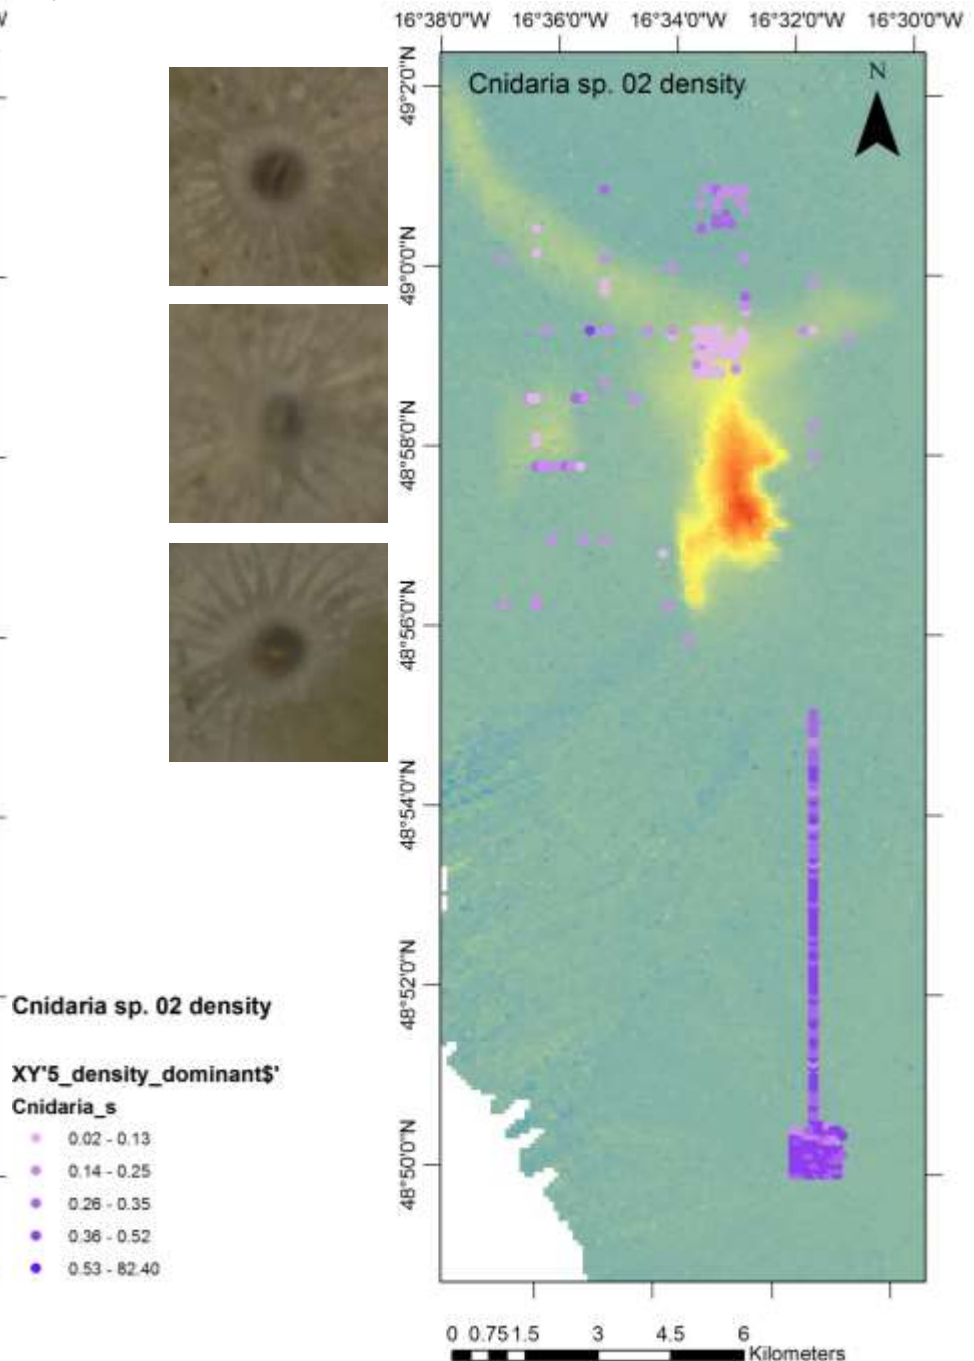 16°38'0"W 16°36'0"W 16°34'0"W 16°32'0"W 16°30'0"W
Cnidaria sp. 02 density
N
49°2'0"N
49°0'0"N
48°58'0"N
48°56'0"N
48°54'0"N
48°52'0"N
48°50'0"N
Cnidaria sp. 02 density
XY'5_density_dominant$'
Cnidaria_s
0.02 - 0.13
0.14 - 0.25
0.26 - 0.35
0.36 - 0.52
0.53 - 82.40
0 0.75 1.5 3 4.5 6
Kilometers